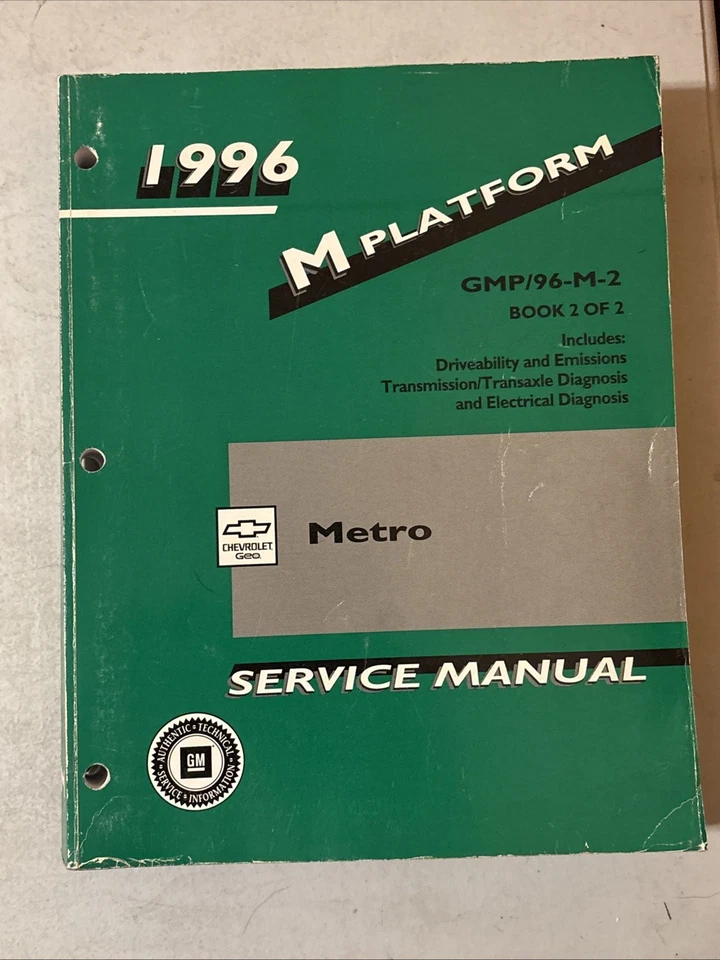 1996
M PLATFORM
GMP/96-M-2
BOOK 2 OF 2
Includes:
Driveability and Emissions
Transmission/Transaxle Diagnosis
and Electrical Diagnosis
CHEVROLET
Geo
Metro
SERVICE MANUAL
AUTHENTIC • TECHNICAL
SERVICE • INFORMATION
GM